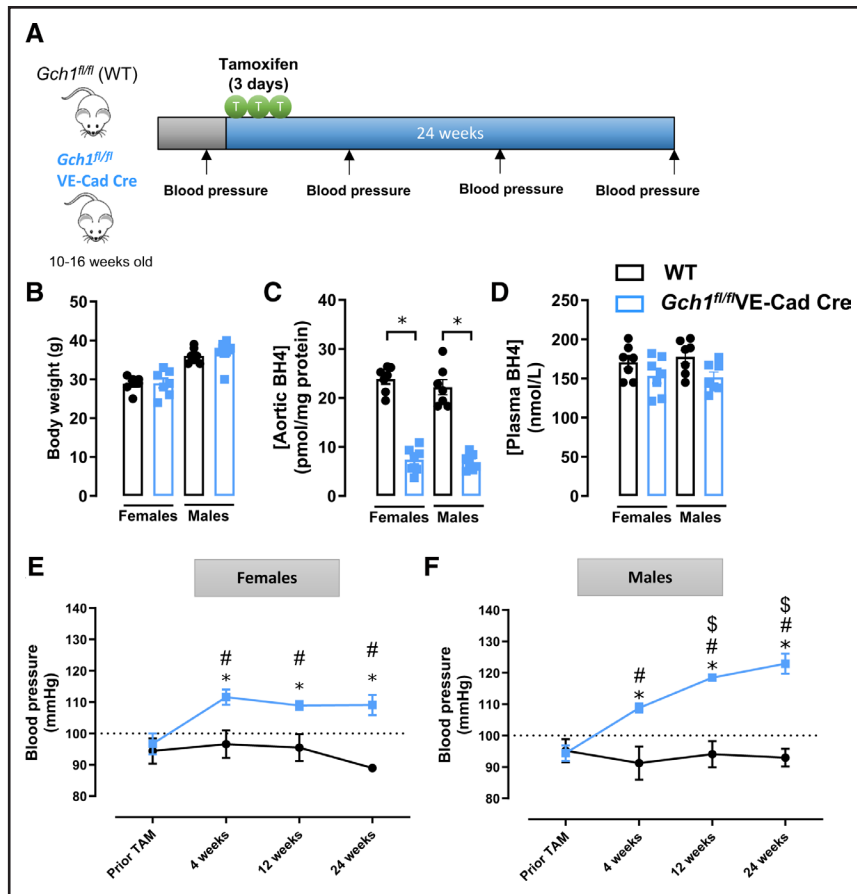 A
Gch1fl/fl (WT)
Gch1fl/fl
VE-Cad Cre
10-16 weeks old
Tamoxifen
(3 days)
T T T
24 weeks
Blood pressure Blood pressure Blood pressure Blood pressure
WT
Gch1fl/flVE-Cad Cre
B
Body weight (g)
50
40
30
20
10
0
Females Males
C
[Aortic BH4]
(pmol/mg protein)
40
30
20
10
0
* *
Females Males
D
[Plasma BH4]
(nmol/L)
250
200
150
100
50
0
Females Males
E
Females
Blood pressure
(mmHg)
140
130
120
110
100
90
80
# # #
* * *
Prior TAM 4 weeks 12 weeks 24 weeks
F
Males
Blood pressure
(mmHg)
140
130
120
110
100
90
80
$ $
# # #
* * *
Prior TAM 4 weeks 12 weeks 24 weeks